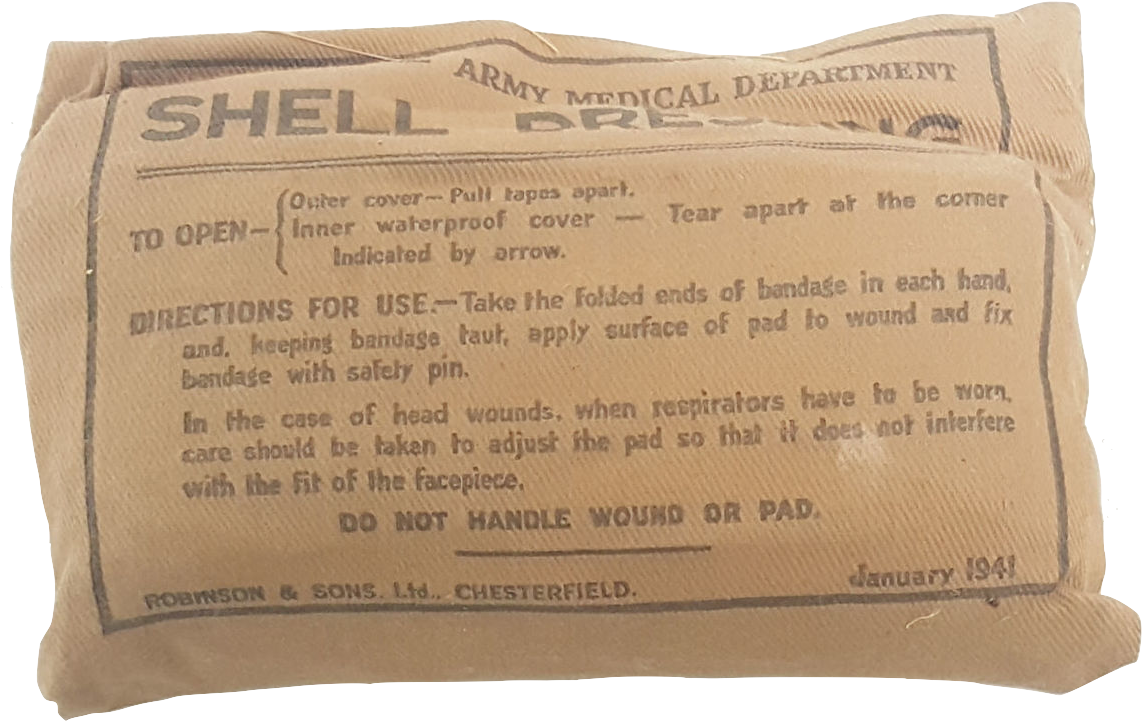 ARMY MEDICAL DEPARTMENT
SHELL DRESSING
Outer cover — Pull tapes apart.
TO OPEN — Inner waterproof cover — Tear apart at the corner
Indicated by arrow.
DIRECTIONS FOR USE.— Take the folded ends of bandage in each hand,
and, keeping bandage taut, apply surface of pad to wound and fix
bandage with safety pin.
In the case of head wounds, when respirators have to be worn,
care should be taken to adjust the pad so that it does not interfere
with the fit of the facepiece.
DO NOT HANDLE WOUND OR PAD.
ROBINSON & SONS. Ltd., CHESTERFIELD.
January 1941